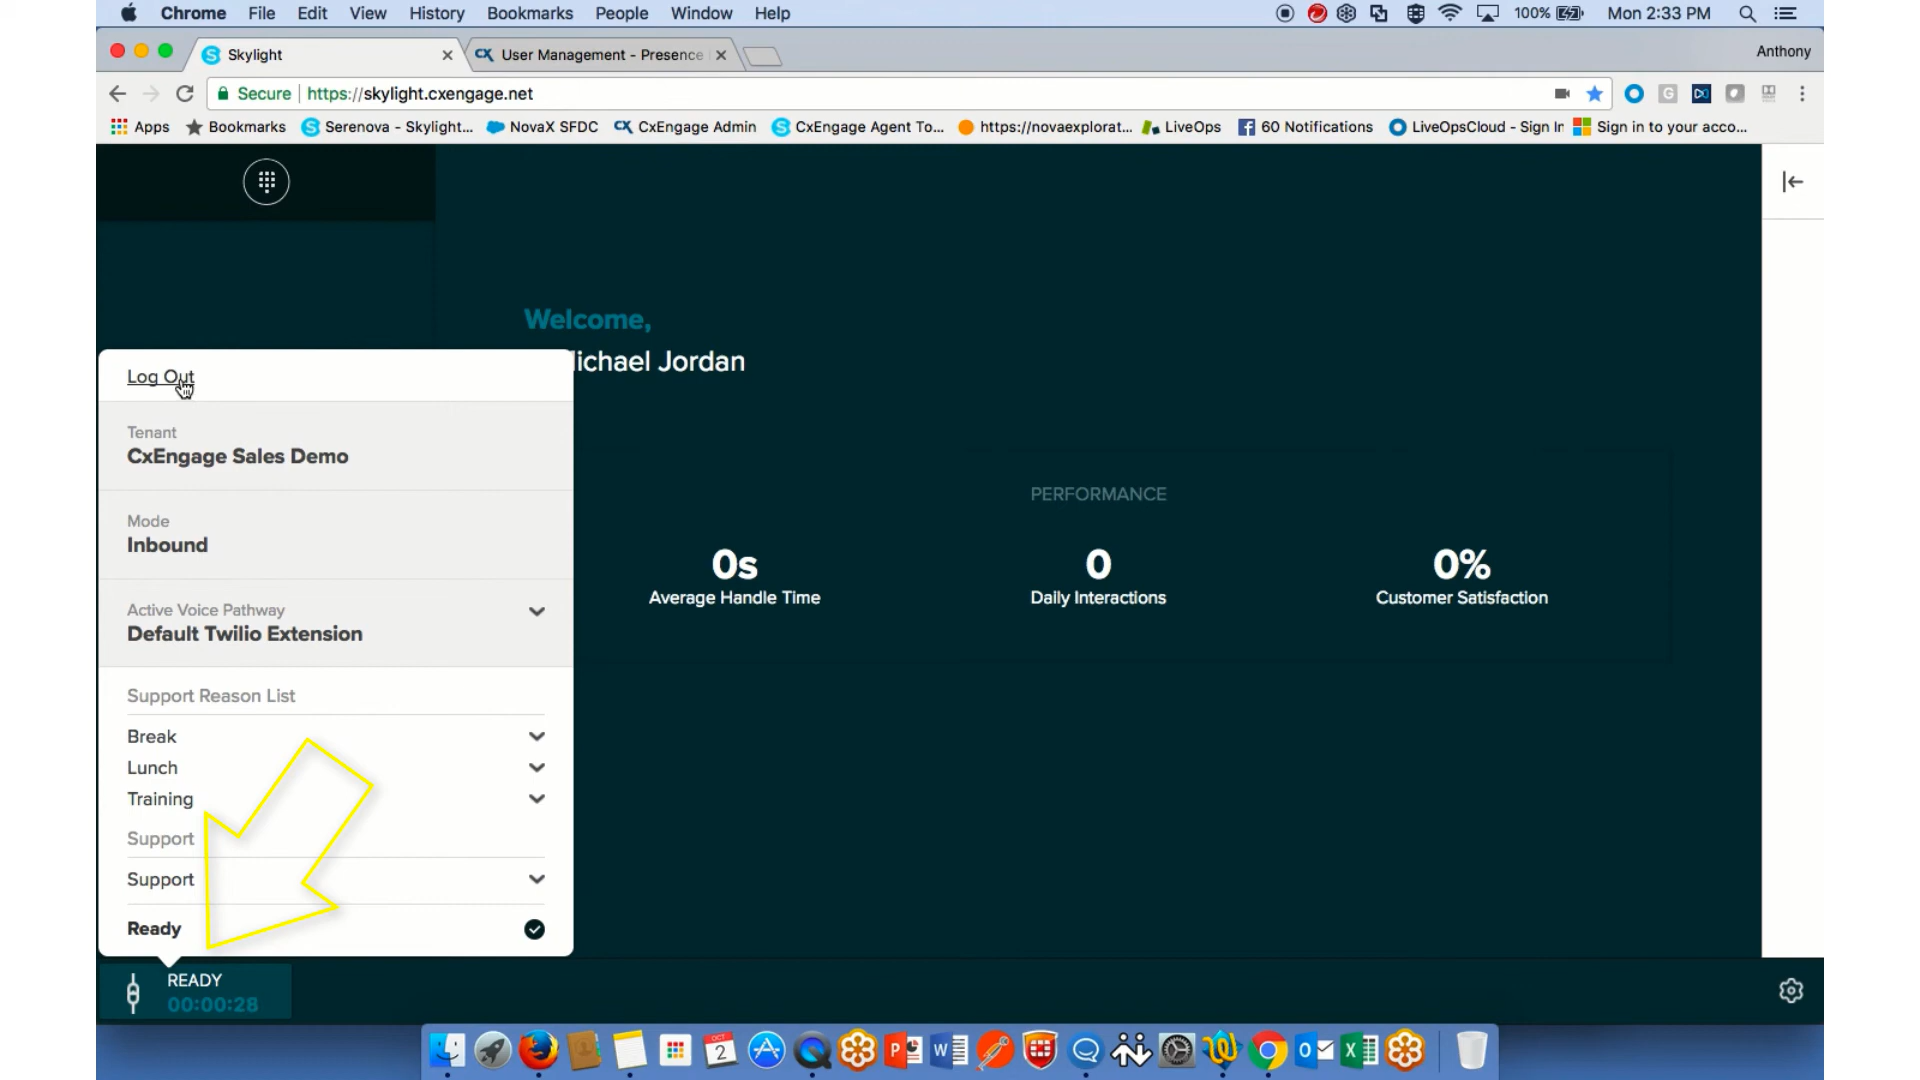 Chrome File Edit View History Bookmarks People Window Help 100% Mon 2:33 PM
Skylight User Management - Presence Anthony
Secure https://skylight.cxengage.net
Apps Bookmarks Serenova - Skylight... NovaX SFDC CxEngage Admin CxEngage Agent To... https://novaexplorat... LiveOps 60 Notifications LiveOpsCloud - Sign In Sign in to your acco...
Welcome,
ichael Jordan
Log Out
Tenant
CxEngage Sales Demo
Mode
Inbound
Active Voice Pathway
Default Twilio Extension
Support Reason List
Break
Lunch
Training
Support
Support
Ready
PERFORMANCE
0s 0 0%
Average Handle Time Daily Interactions Customer Satisfaction
READY
00:00:28
OCT
2